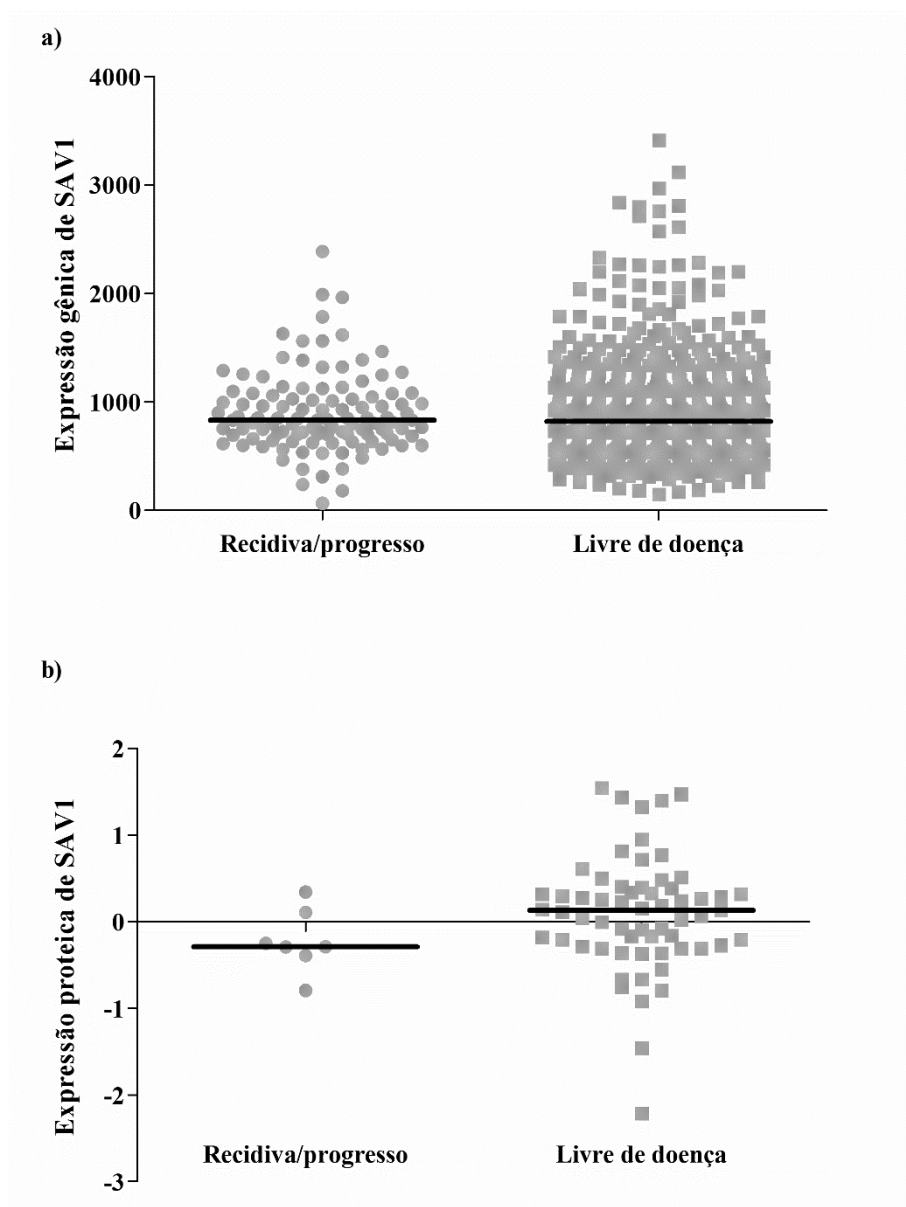 a)
4000
3000
2000
1000
0
Expressão gênica de SAV1
Recidiva/progresso
Livre de doença
b)
2
1
0
-1
-2
-3
Expressão proteica de SAV1
Recidiva/progresso
Livre de doença